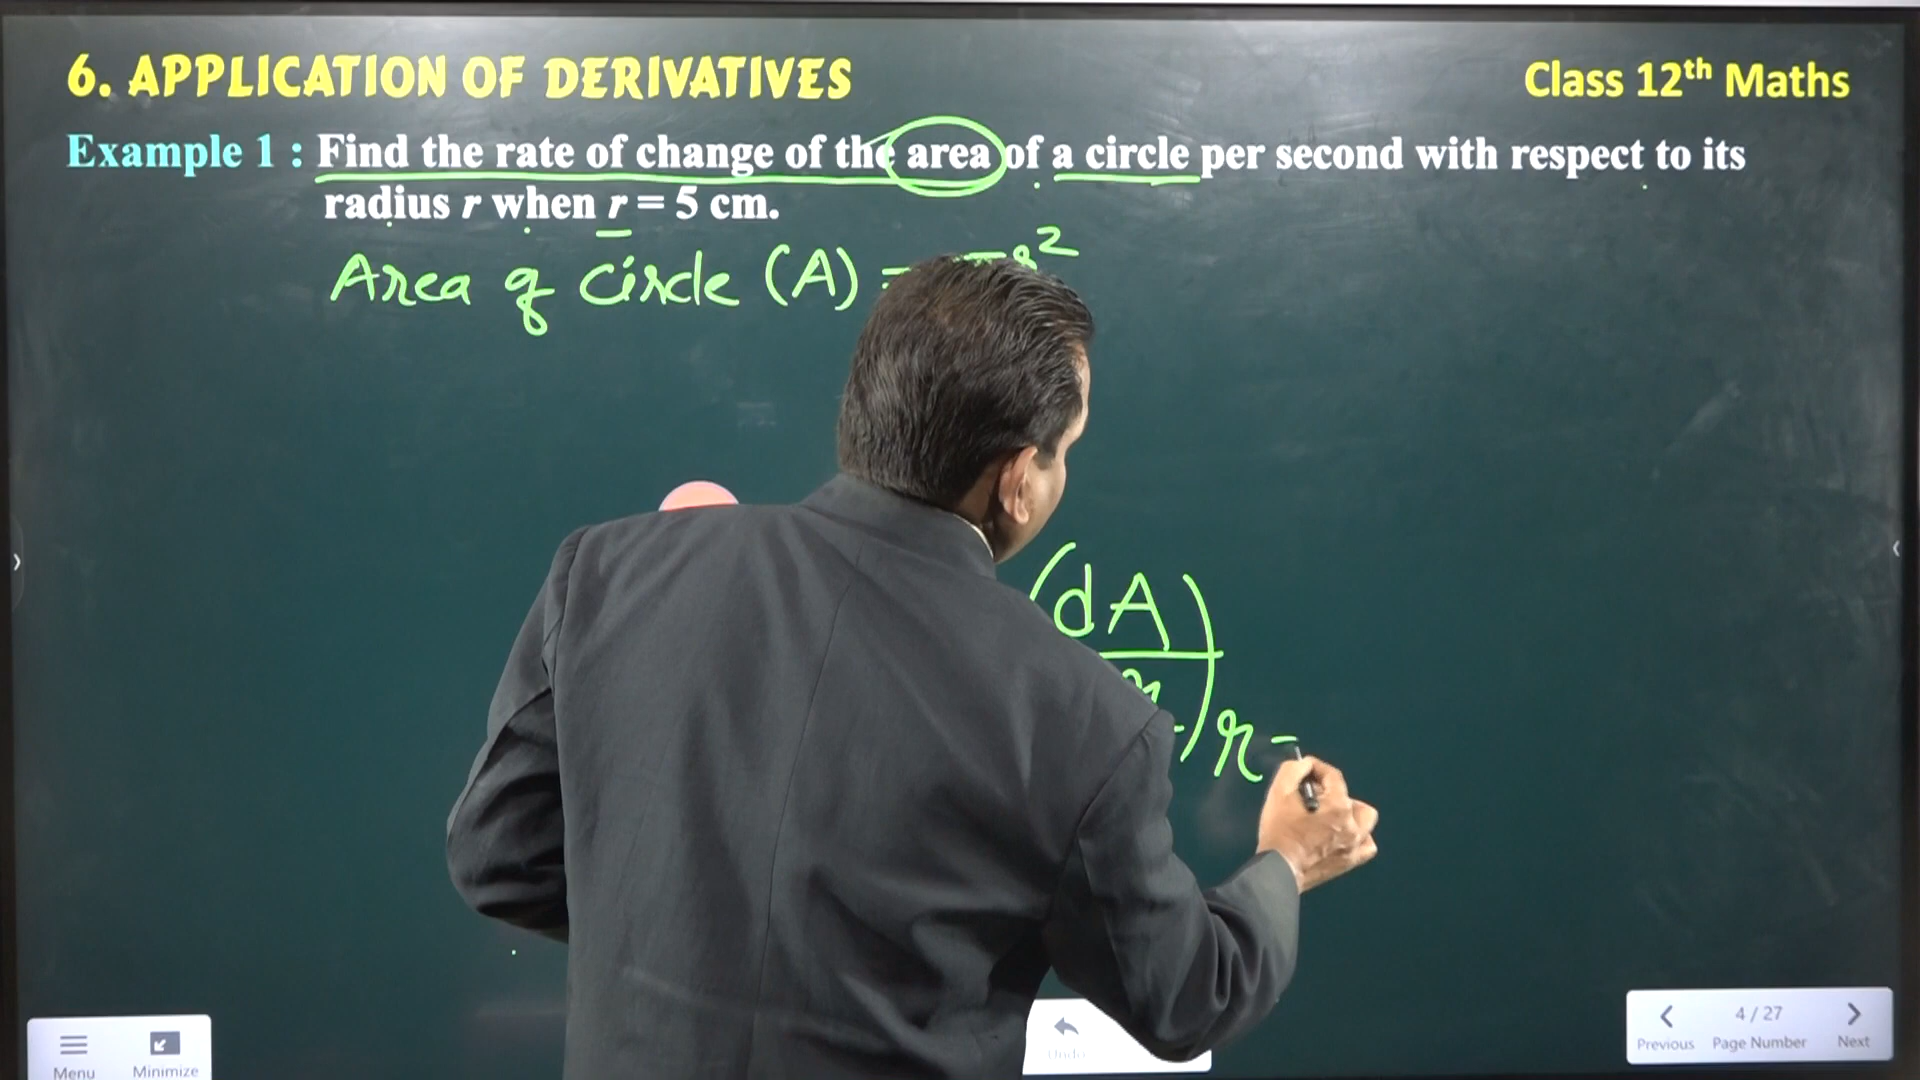 6. APPLICATION OF DERIVATIVES
Class 12th Maths
Example 1 : Find the rate of change of the area of a circle per second with respect to its
radius r when r = 5 cm.
Area of Circle (A) = πr²
(dA
r) r =
Menu
Minimize
Undo
Previous
4 / 27
Page Number
Next